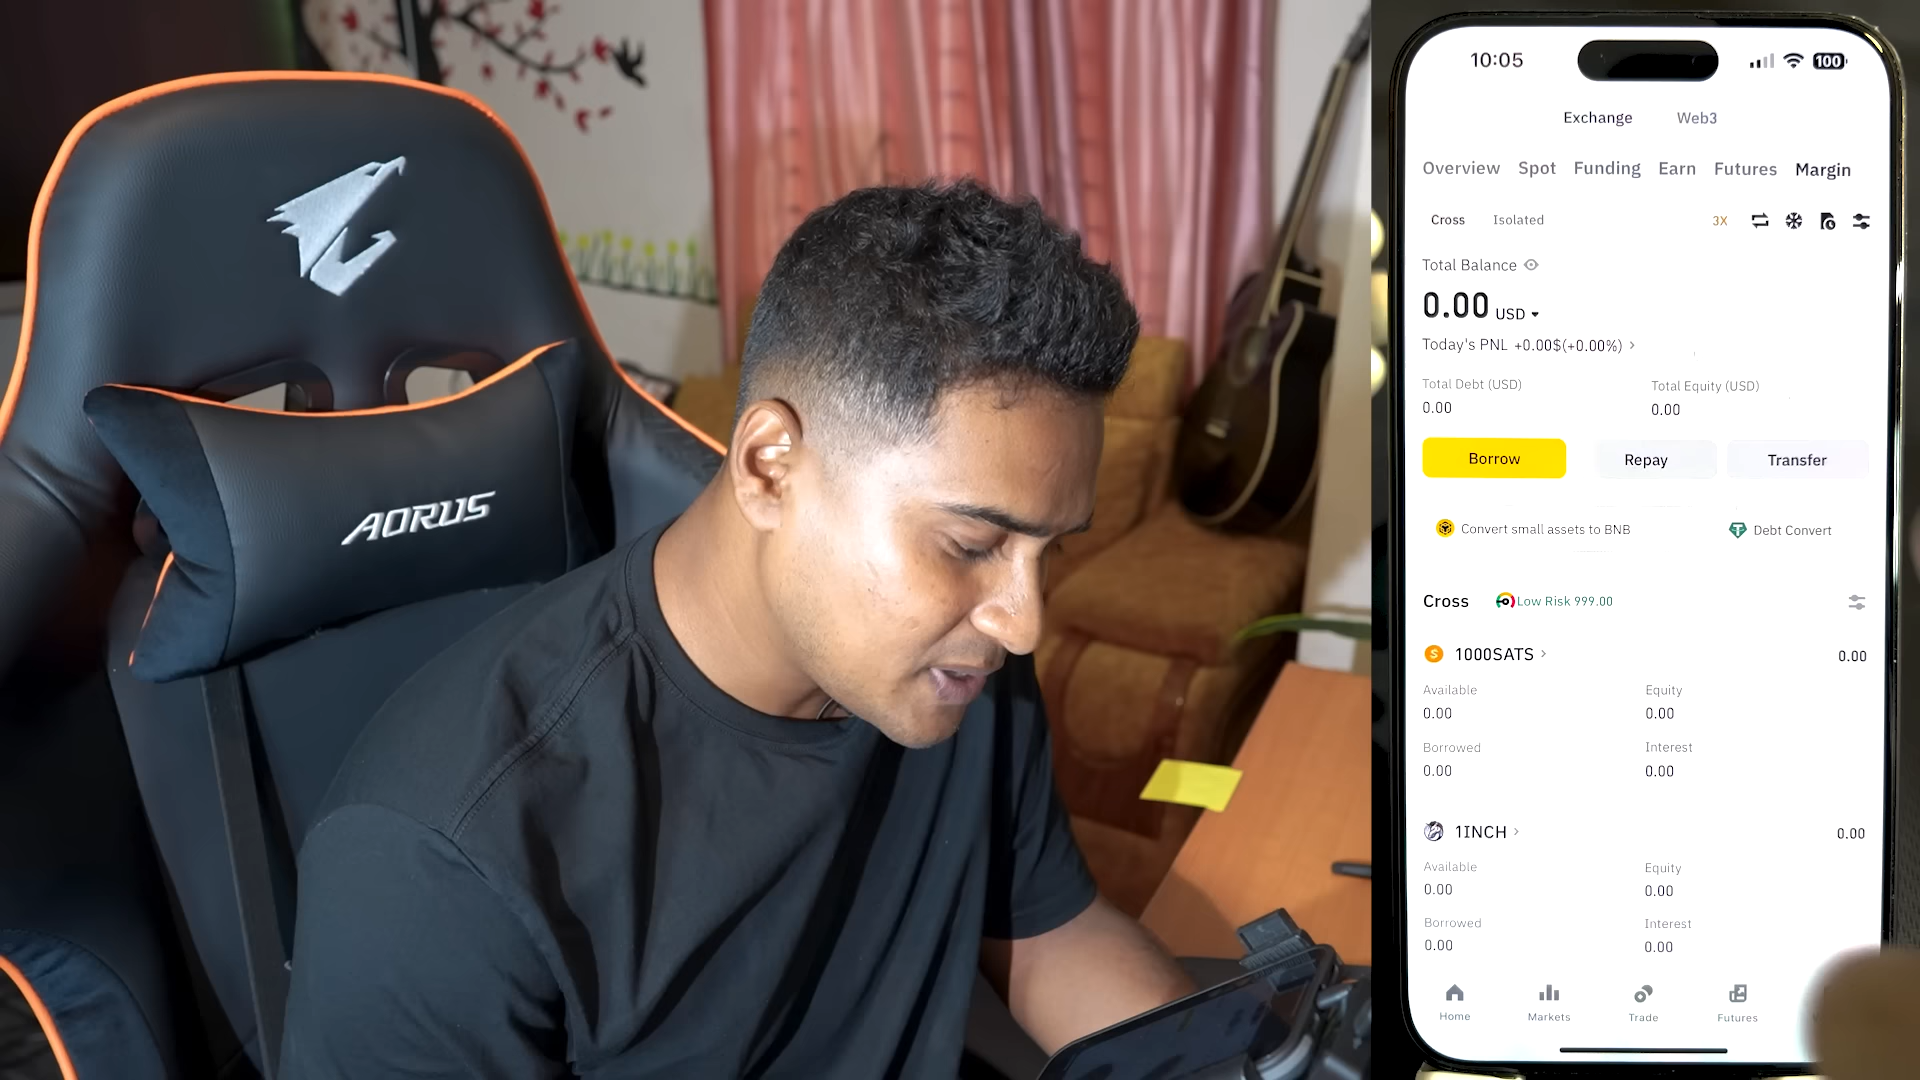 AORUS
10:05
100
Exchange Web3
Overview Spot Funding Earn Futures Margin
Cross Isolated 3X
Total Balance
0.00 USD
Today's PNL +0.00$(+0.00%)
Total Debt (USD) Total Equity (USD)
0.00 0.00
Borrow Repay Transfer
Convert small assets to BNB Debt Convert
Cross Low Risk 999.00
1000SATS 0.00
Available Equity
0.00 0.00
Borrowed Interest
0.00 0.00
1INCH 0.00
Available Equity
0.00 0.00
Borrowed Interest
0.00 0.00
Home Markets Trade Futures